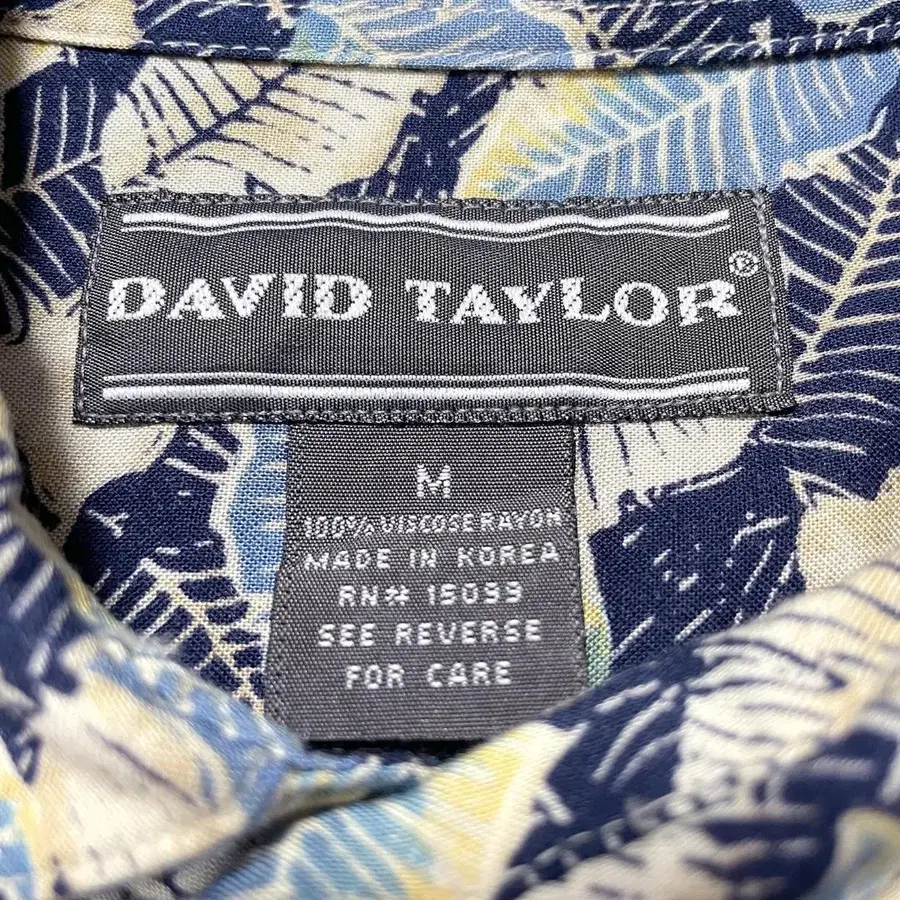 DAVID TAYLOR®
M
100% VISCOSE RAYON
MADE IN KOREA
RN# 15099
SEE REVERSE
FOR CARE